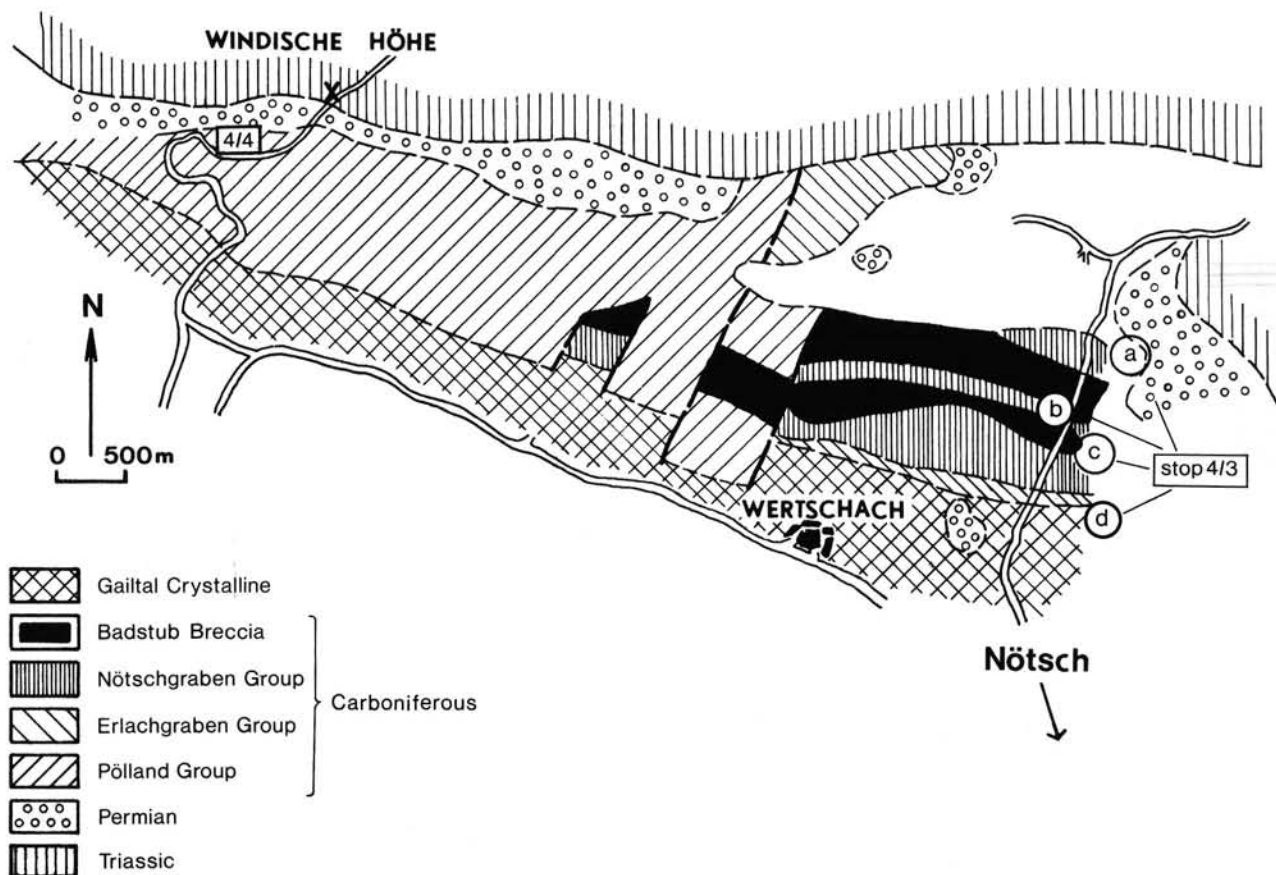 WINDISCHE HÖHE
4/4
N
0 500m
a
b
c
stop 4/3
d
WERTSCHACH
Nötsch
Gailtal Crystalline
Badstub Breccia
Nötschgraben Group
Erlachgraben Group
Carboniferous
Pölland Group
Permian
Triassic